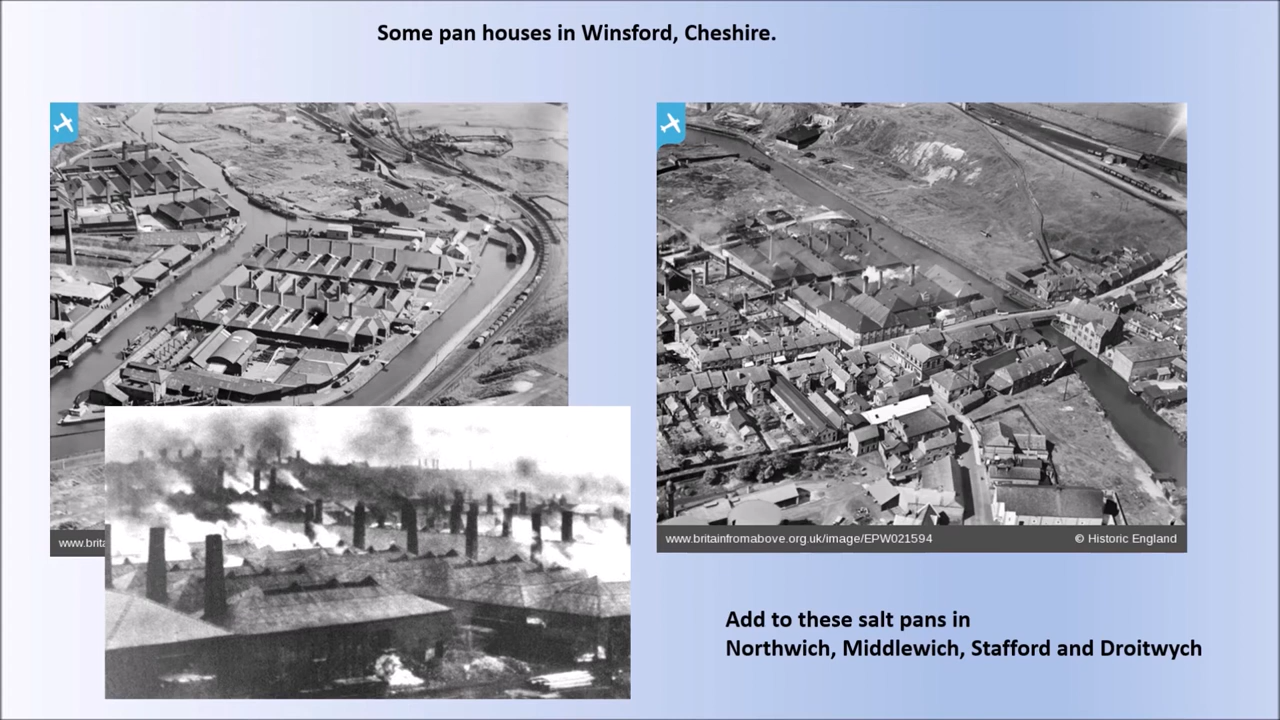 Some pan houses in Winsford, Cheshire.
www.brita
www.britainfromabove.org.uk/image/EPW021594 © Historic England
Add to these salt pans in
Northwich, Middlewich, Stafford and Droitwych